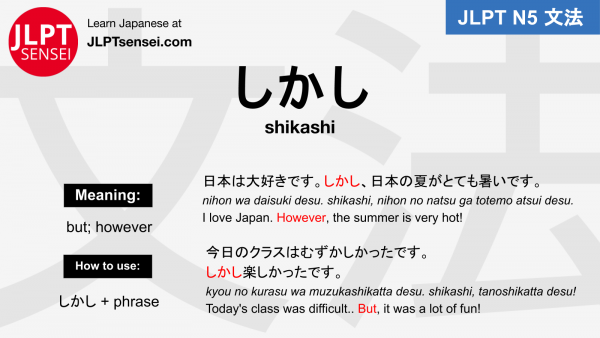 JLPT
SENSEI
Learn Japanese at
JLPTsensei.com
JLPT N5 文法
文法
しかし
shikashi
Meaning:
but; however
How to use:
しかし + phrase
日本は大好きです。しかし、日本の夏がとても暑いです。
nihon wa daisuki desu. shikashi, nihon no natsu ga totemo atsui desu.
I love Japan. However, the summer is very hot!
今日のクラスはむずかしかったです。
しかし楽しかったです。
kyou no kurasu wa muzukashikatta desu. shikashi, tanoshikatta desu!
Today's class was difficult.. But, it was a lot of fun!